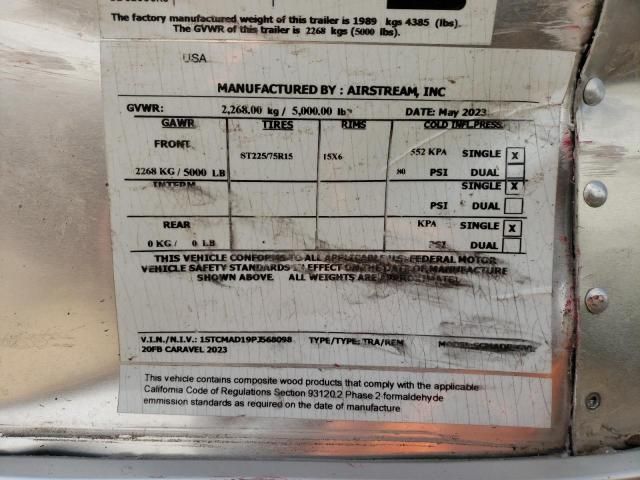 The factory manufactured weight of this trailer is 1989 kgs 4385 (lbs)
The GVWR of this trailer is 2268 kgs (5000 lbs).
USA
MANUFACTURED BY : AIRSTREAM, INC
GVWR: 2,268.00 kg / 5,000.00 lb DATE: May 2023
GAWR TIRES RIMS COLD INFL.PRESS.
FRONT ST225/75R15 15X6 552 KPA SINGLE X
2268 KG / 5000 LB 80 PSI DUAL
INTERM SINGLE X
PSI DUAL
REAR KPA SINGLE X
0 KG / 0 LB PSI DUAL
THIS VEHICLE CONFORMS TO ALL APPLICABLE U.S. FEDERAL MOTOR
VEHICLE SAFETY STANDARDS IN EFFECT ON THE DATE OF MANUFACTURE
SHOWN ABOVE. ALL WEIGHTS ARE APPROXIMATE.
V.I.N./N.I.V.: 1STCMAD19PJ568098 TYPE/TYPE: TRA/REM MODEL:
20FB CARAVEL 2023
This vehicle contains composite wood products that comply with the applicable
California Code of Regulations Section 93120.2 Phase 2 formaldehyde
emmission standards as required on the date of manufacture